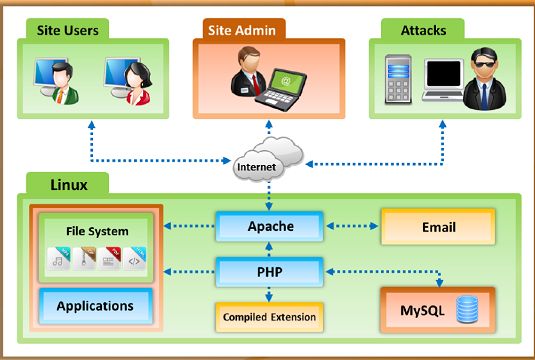 Site Users
Site Admin
Attacks
Internet
Linux
File System
Apache
Email
PHP
Applications
Compiled Extension
MySQL